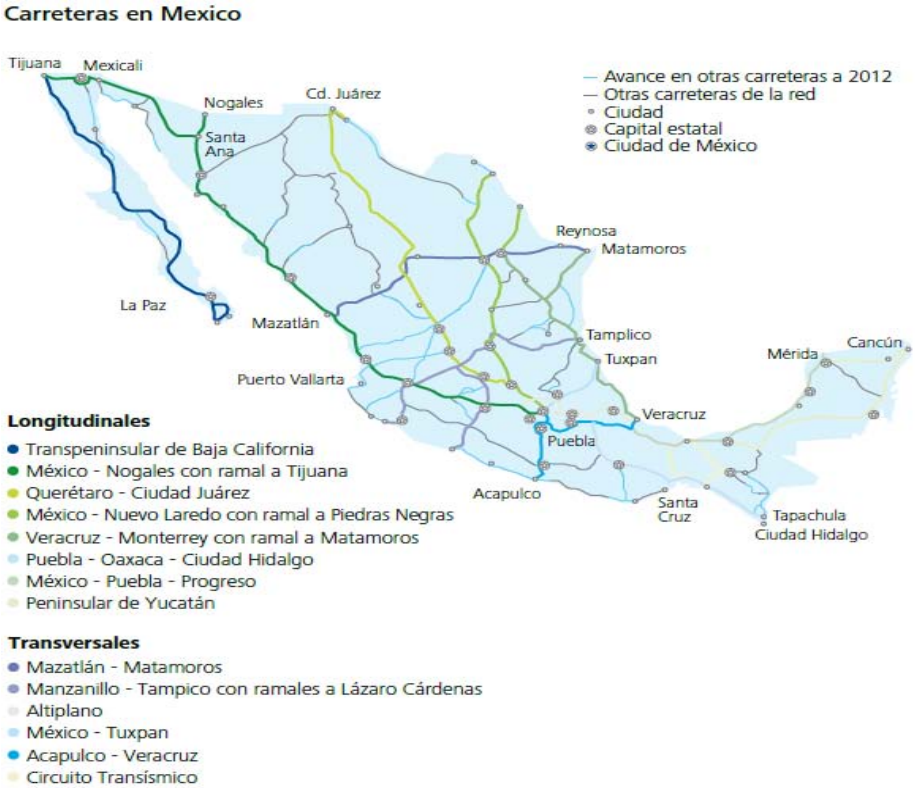 Carreteras en Mexico
Tijuana
Mexicali
Nogales
Cd. Juárez
Santa
Ana
Avance en otras carreteras a 2012
Otras carreteras de la red
Ciudad
Capital estatal
Ciudad de México
Reynosa
Matamoros
La Paz
Mazatlán
Tamplico
Tuxpan
Mérida
Cancún
Puerto Vallarta
Veracruz
Puebla
Acapulco
Santa
Cruz
Tapachula
Ciudad Hidalgo
Longitudinales
Transpeninsular de Baja California
México - Nogales con ramal a Tijuana
Querétaro - Ciudad Juárez
México - Nuevo Laredo con ramal a Piedras Negras
Veracruz - Monterrey con ramal a Matamoros
Puebla - Oaxaca - Ciudad Hidalgo
México - Puebla - Progreso
Peninsular de Yucatán
Transversales
Mazatlán - Matamoros
Manzanillo - Tampico con ramales a Lázaro Cárdenas
Altiplano
México - Tuxpan
Acapulco - Veracruz
Circuito Transísmico